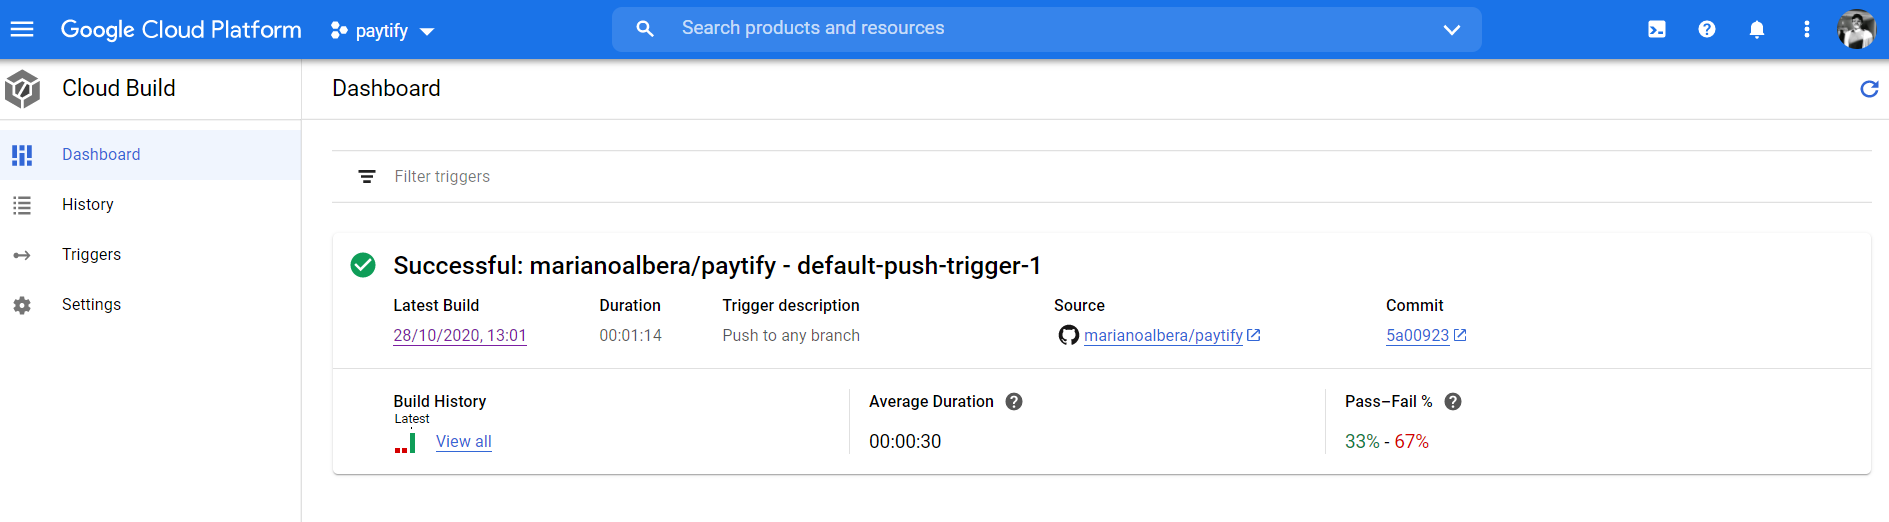 Google Cloud Platform paytify Search products and resources
Cloud Build
Dashboard
Dashboard
History
Triggers
Settings
Filter triggers
Successful: marianoalbera/paytify - default-push-trigger-1
Latest Build Duration Trigger description Source Commit
28/10/2020, 13:01 00:01:14 Push to any branch marianoalbera/paytify 5a00923
Build History Average Duration Pass–Fail %
Latest
View all 00:00:30 33% - 67%